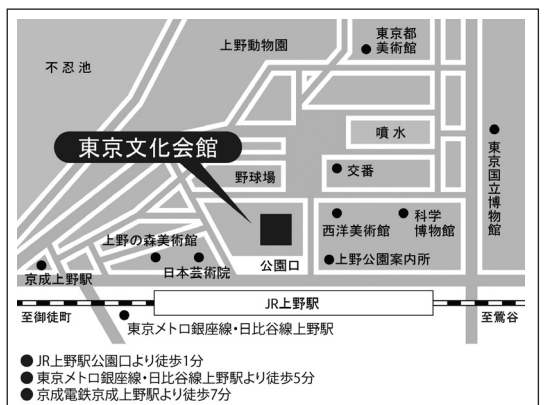 上野動物園
東京都
美術館
不忍池
噴水
東京文化会館
交番
東京国立博物館
野球場
西洋美術館
科学
博物館
上野の森美術館
日本芸術院
公園口
上野公園案内所
京成上野駅
JR上野駅
至御徒町
至鶯谷
東京メトロ銀座線・日比谷線上野駅
●JR上野駅公園口より徒歩1分
●東京メトロ銀座線・日比谷線上野駅より徒歩5分
●京成電鉄京成上野駅より徒歩7分